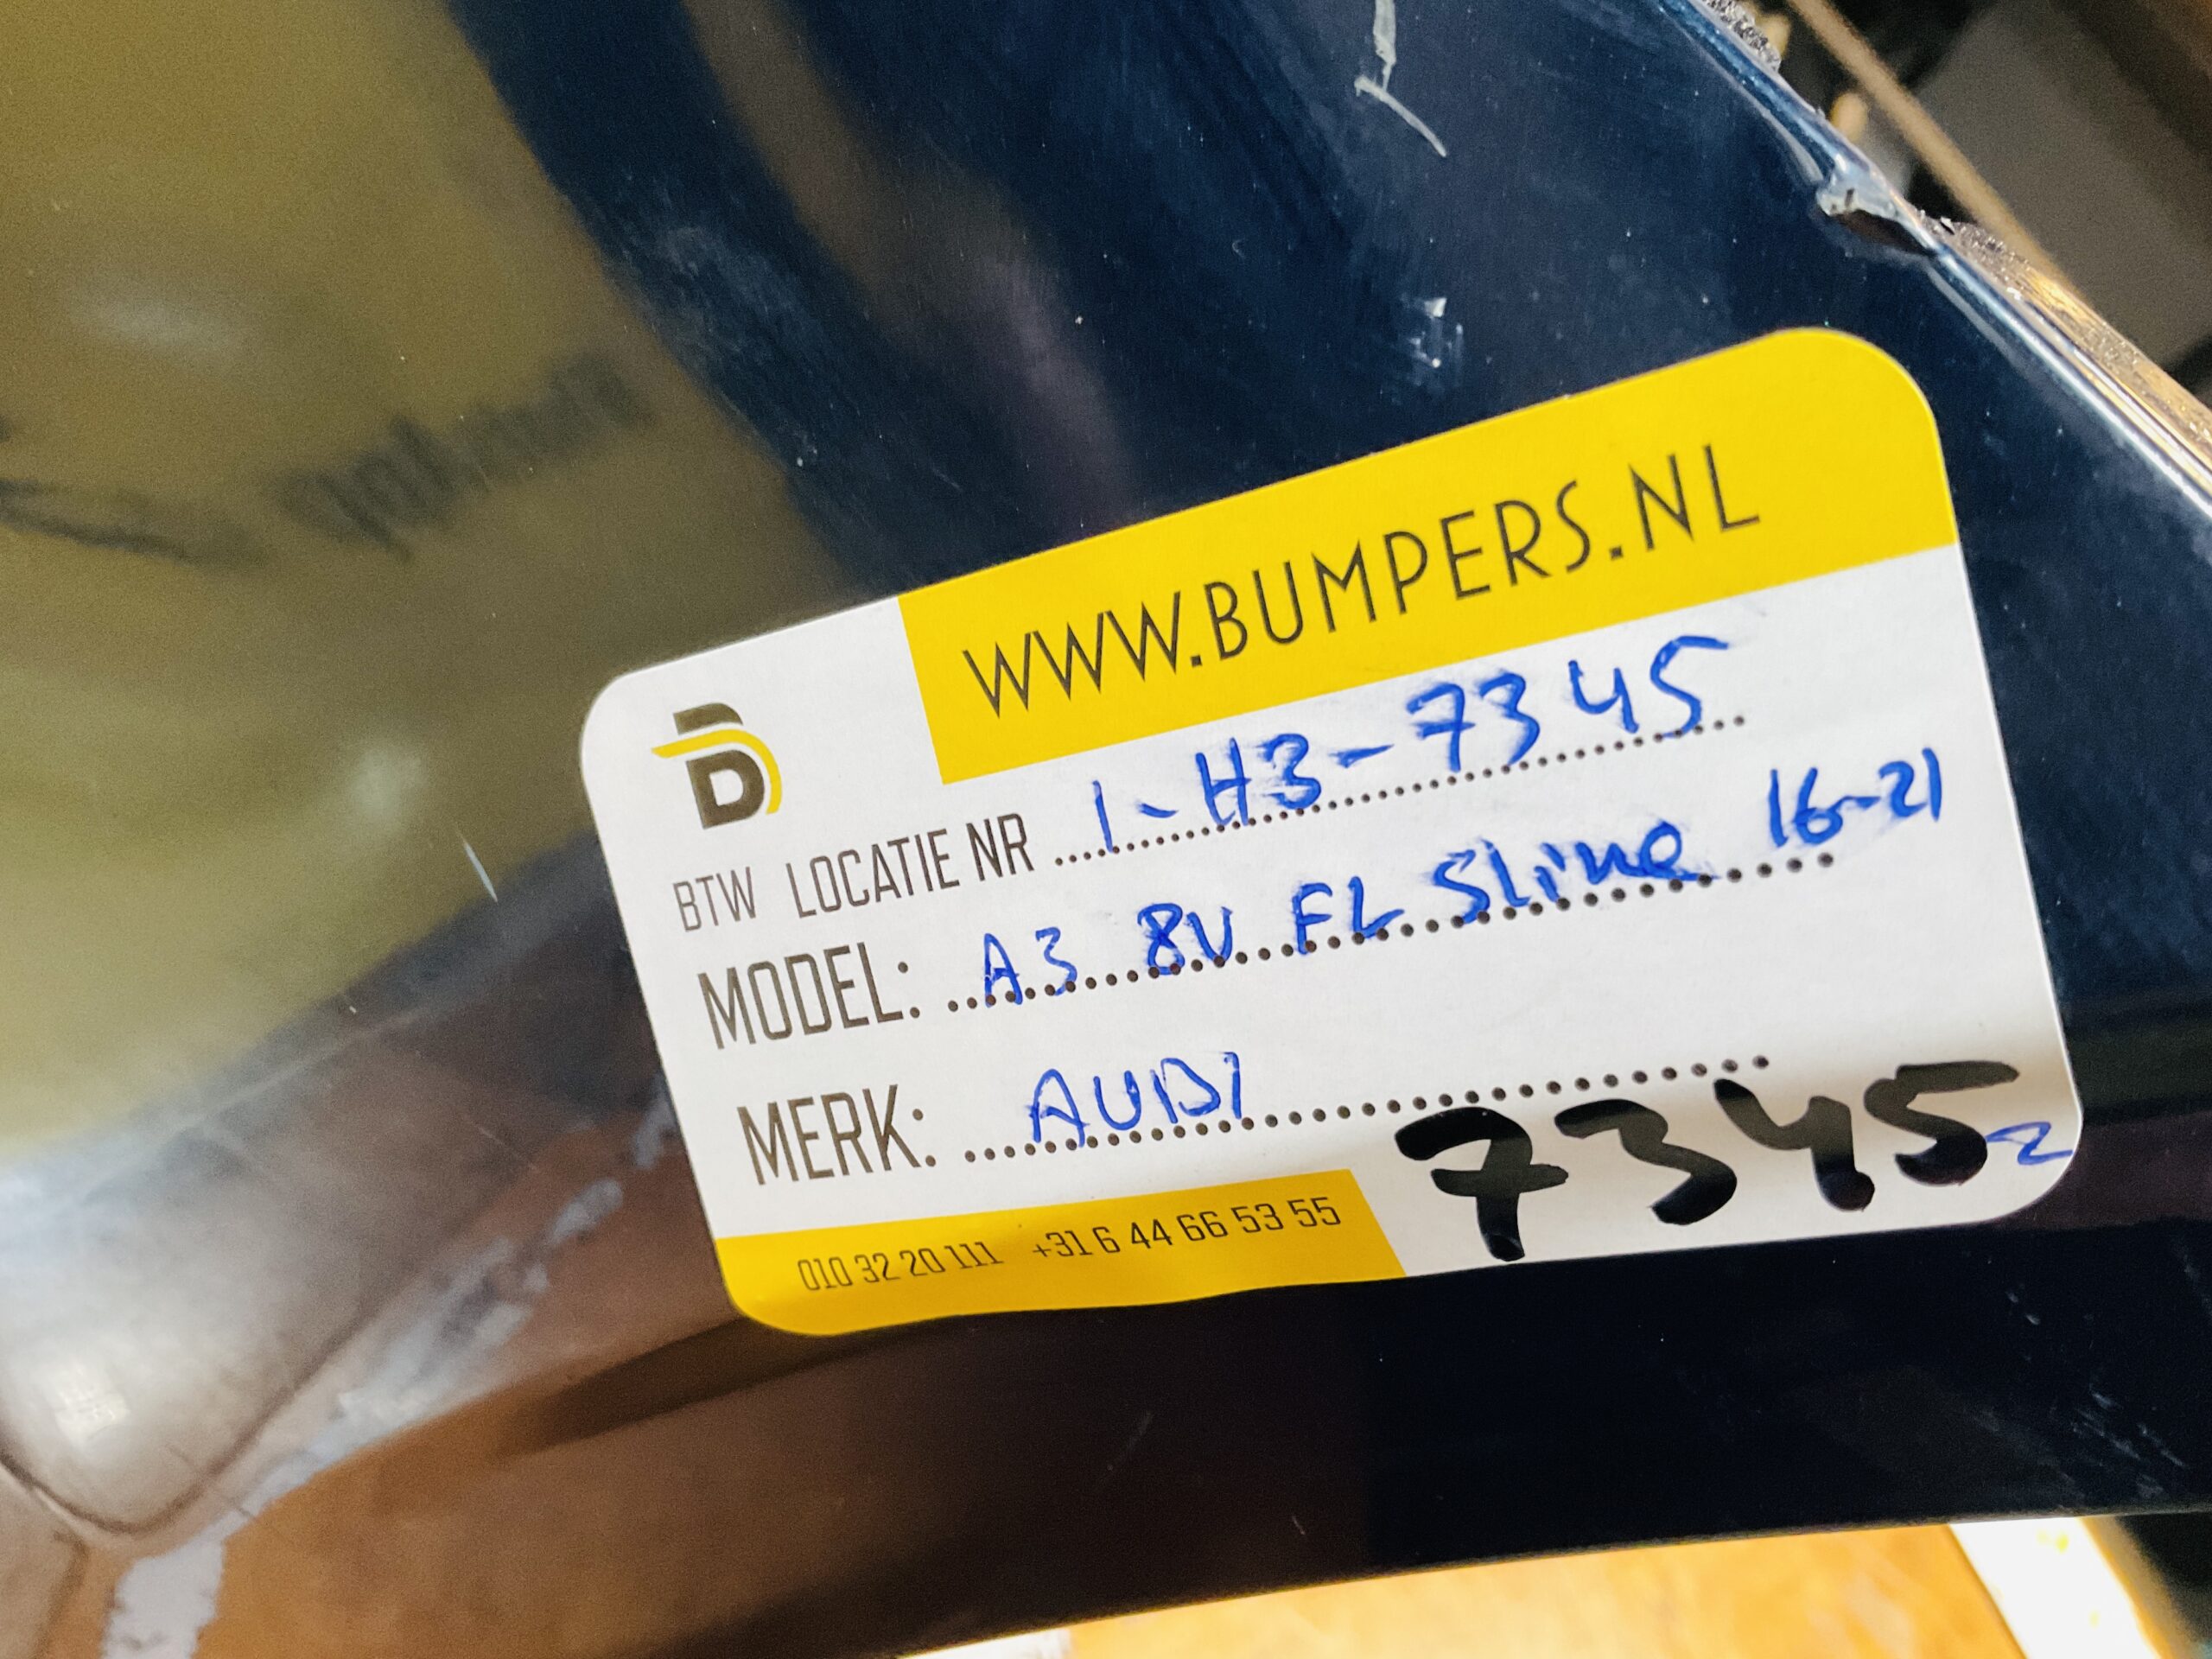 WWW.BUMPERS.NL
BTW LOCATIE NR 1-H3-7345
MODEL: A3 8V FL Sline 16-21
MERK: AUDI
7345 2
010 32 20 111 +31 6 44 66 53 55